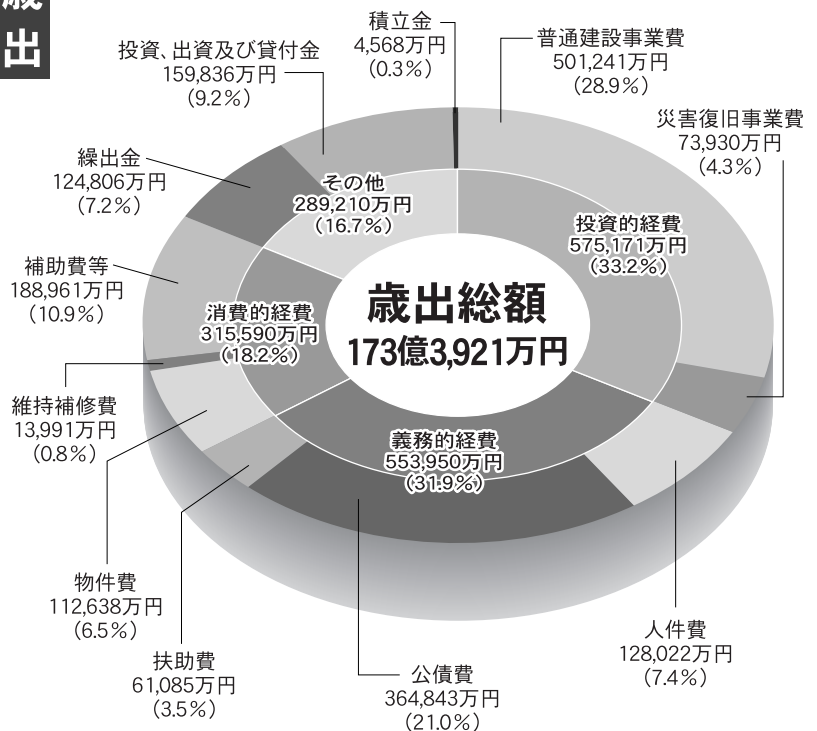 歳出
積立金
4,568万円
(0.3%)
普通建設事業費
501,241万円
(28.9%)
投資、出資及び貸付金
159,836万円
(9.2%)
災害復旧事業費
73,930万円
(4.3%)
繰出金
124,806万円
(7.2%)
その他
289,210万円
(16.7%)
投資的経費
575,171万円
(33.2%)
補助費等
188,961万円
(10.9%)
消費的経費
315,590万円
(18.2%)
歳出総額
173億3,921万円
維持補修費
13,991万円
(0.8%)
義務的経費
553,950万円
(31.9%)
物件費
112,638万円
(6.5%)
扶助費
61,085万円
(3.5%)
公債費
364,843万円
(21.0%)
人件費
128,022万円
(7.4%)